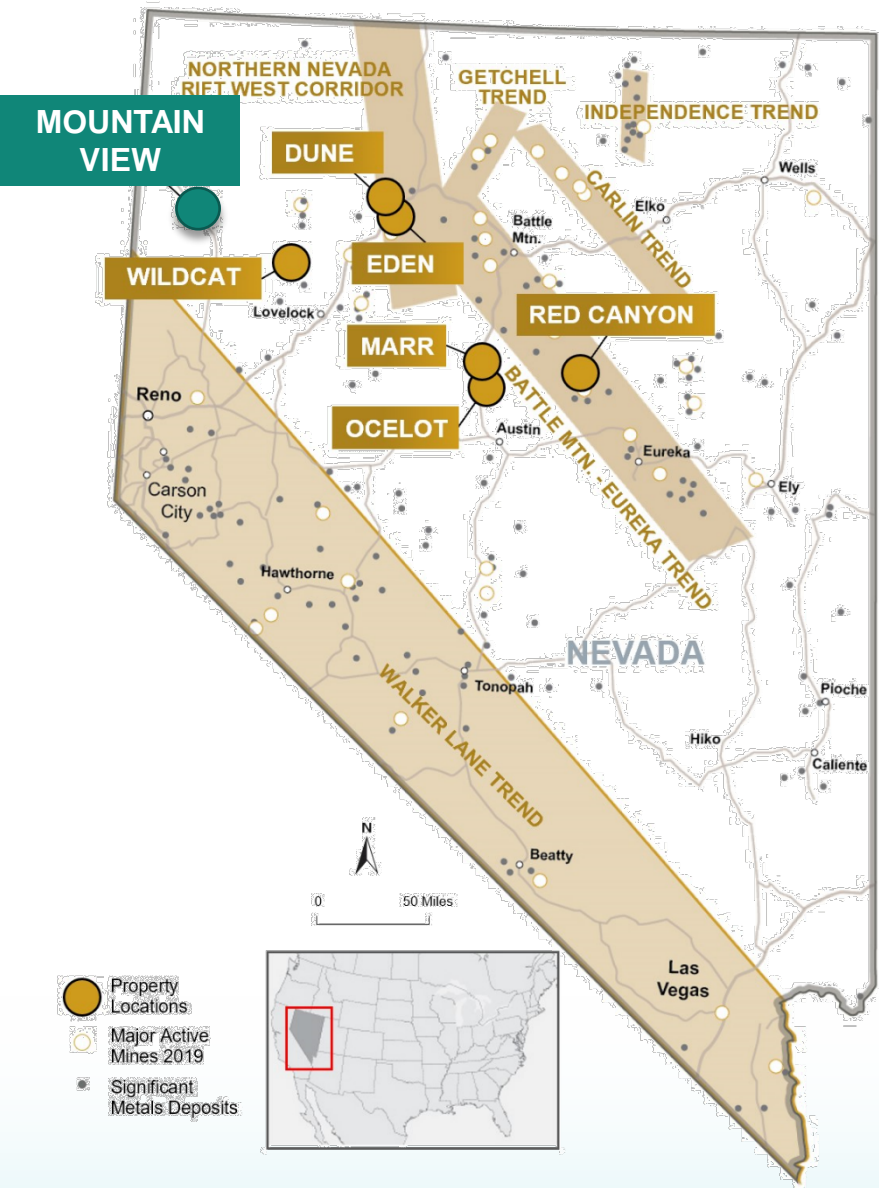 NORTHERN NEVADA
RIFT WEST CORRIDOR
GETCHELL
TREND
INDEPENDENCE TREND
MOUNTAIN
VIEW
DUNE
CARLIN TREND
Wells
Elko
Battle
Mtn.
EDEN
WILDCAT
Lovelock
RED CANYON
MARR
BATTLE MTN. - EUREKA TREND
Reno
OCELOT
Austin
Eureka
Ely
Carson
City
Hawthorne
NEVADA
WALKER LANE TREND
Tonopah
Pioche
Hiko
Caliente
N
Beatty
0 50 Miles
Las
Vegas
Property
Locations
Major Active
Mines 2019
Significant
Metals Deposits